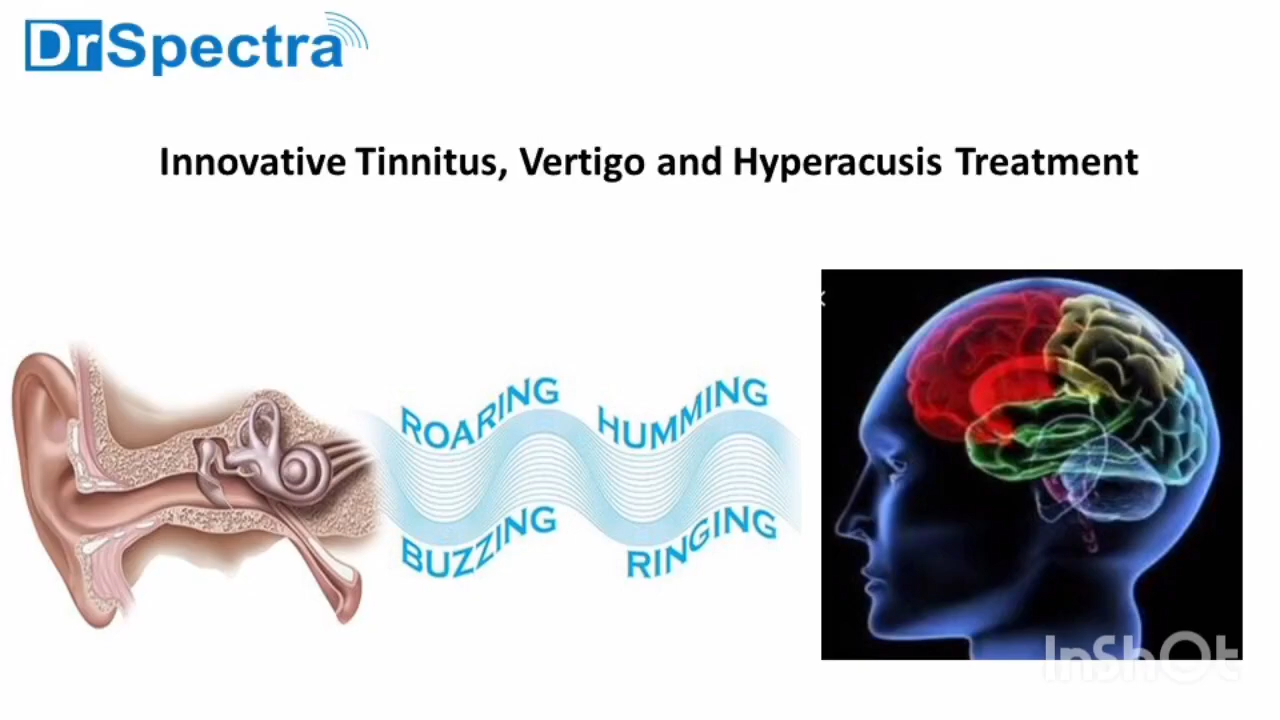 DrSpectra
Innovative Tinnitus, Vertigo and Hyperacusis Treatment
ROARING
HUMMING
BUZZING
RINGING
InShOt